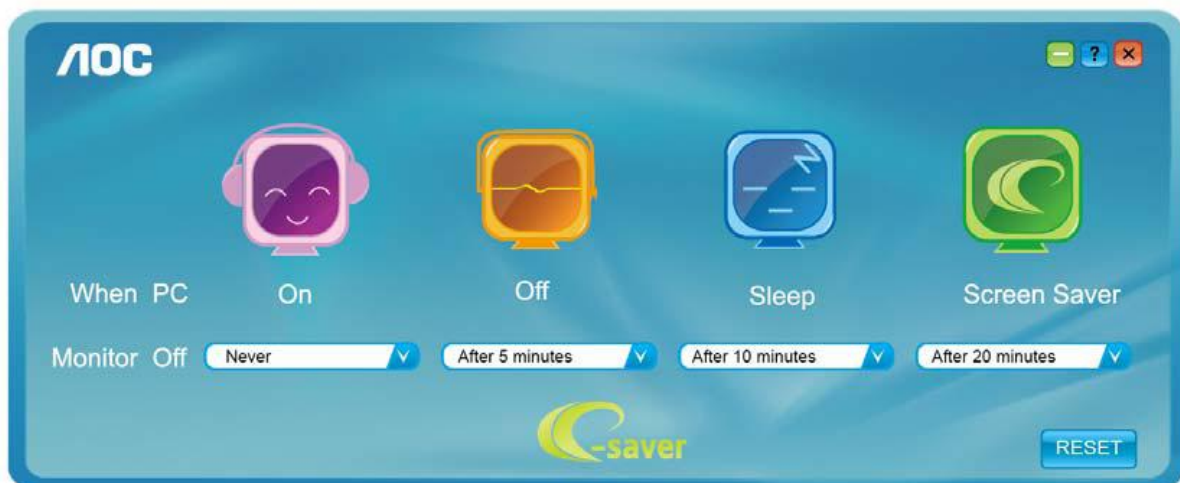 AOC
?
When PC On Off Sleep Screen Saver
Monitor Off Never After 5 minutes After 10 minutes After 20 minutes
e-saver
RESET